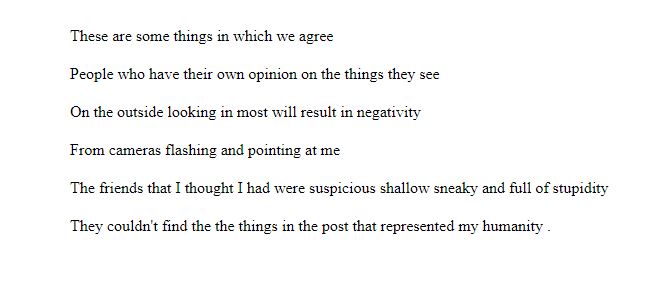 These are some things in which we agree
People who have their own opinion on the things they see
On the outside looking in most will result in negativity
From cameras flashing and pointing at me
The friends that I thought I had were suspicious shallow sneaky and full of stupidity
They couldn't find the the things in the post that represented my humanity .